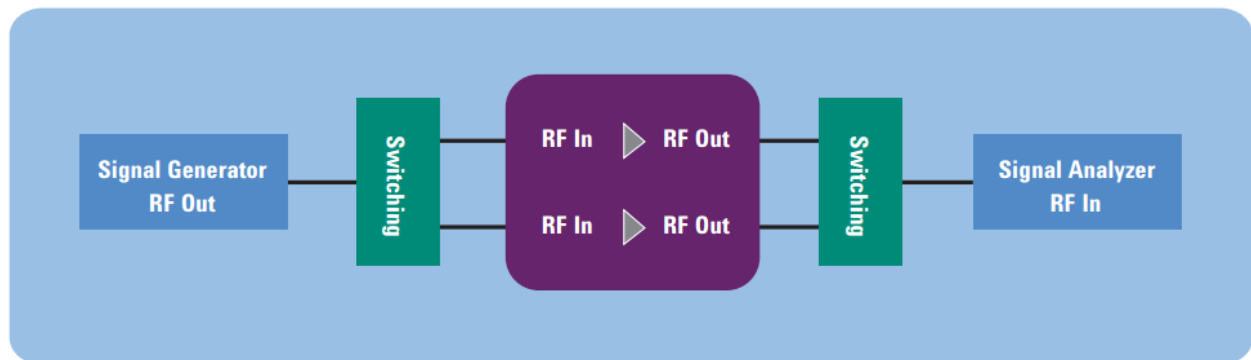 Signal Generator
RF Out
Switching
RF In
RF Out
RF In
RF Out
Switching
Signal Analyzer
RF In